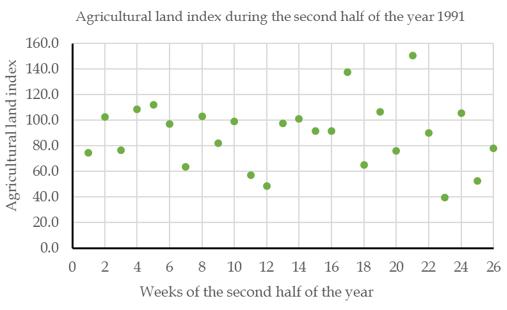 Agricultural land index during the second half of the year 1991
Agricultural land index
160.0
140.0
120.0
100.0
80.0
60.0
40.0
20.0
0.0
0 2 4 6 8 10 12 14 16 18 20 22 24 26
Weeks of the second half of the year